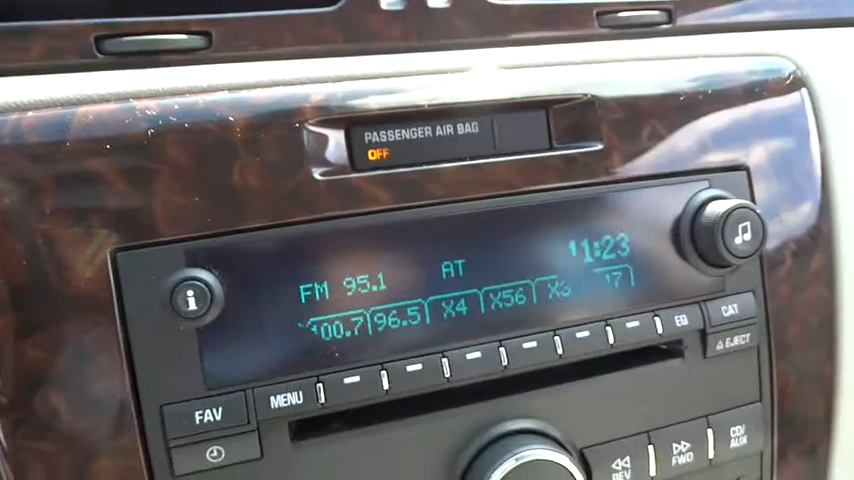 PASSENGER AIR BAG
OFF
FM 95.1 AT 11:23
100.7 96.5 X4 X56
MENU EQ CAT
EJECT
FAV
REV FWD CD/AUX